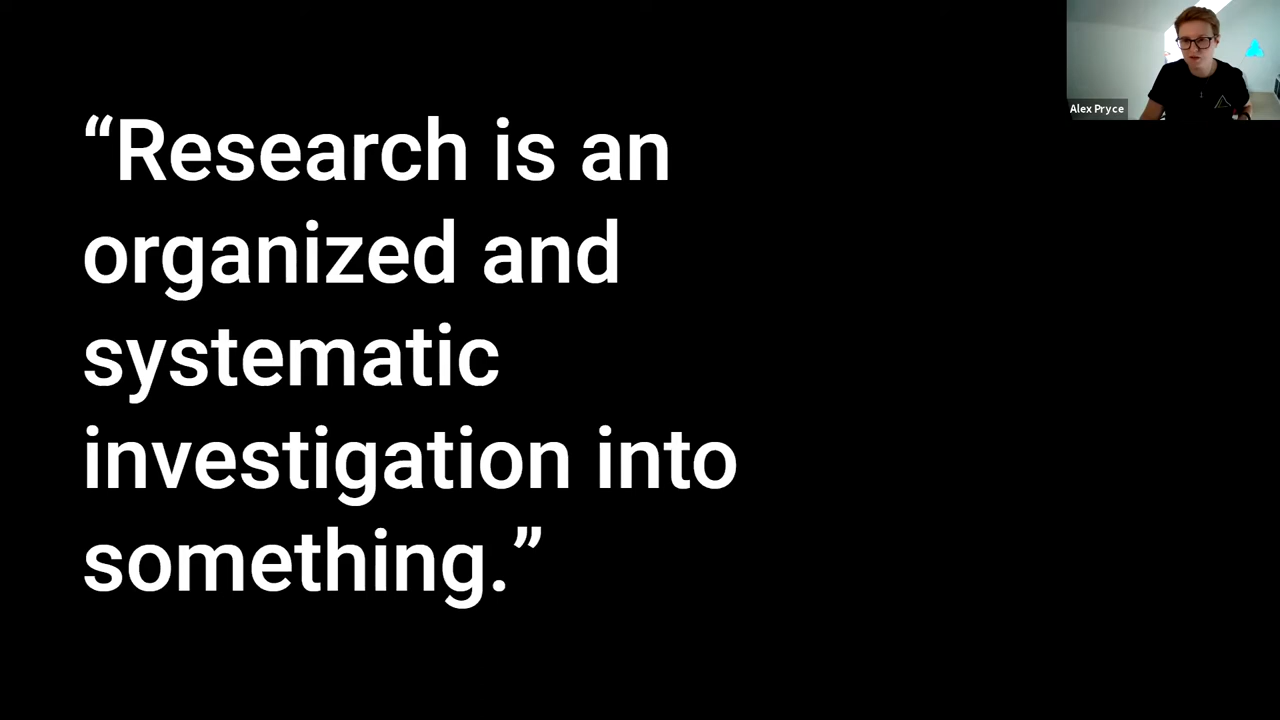 “Research is an
organized and
systematic
investigation into
something.”
Alex Pryce